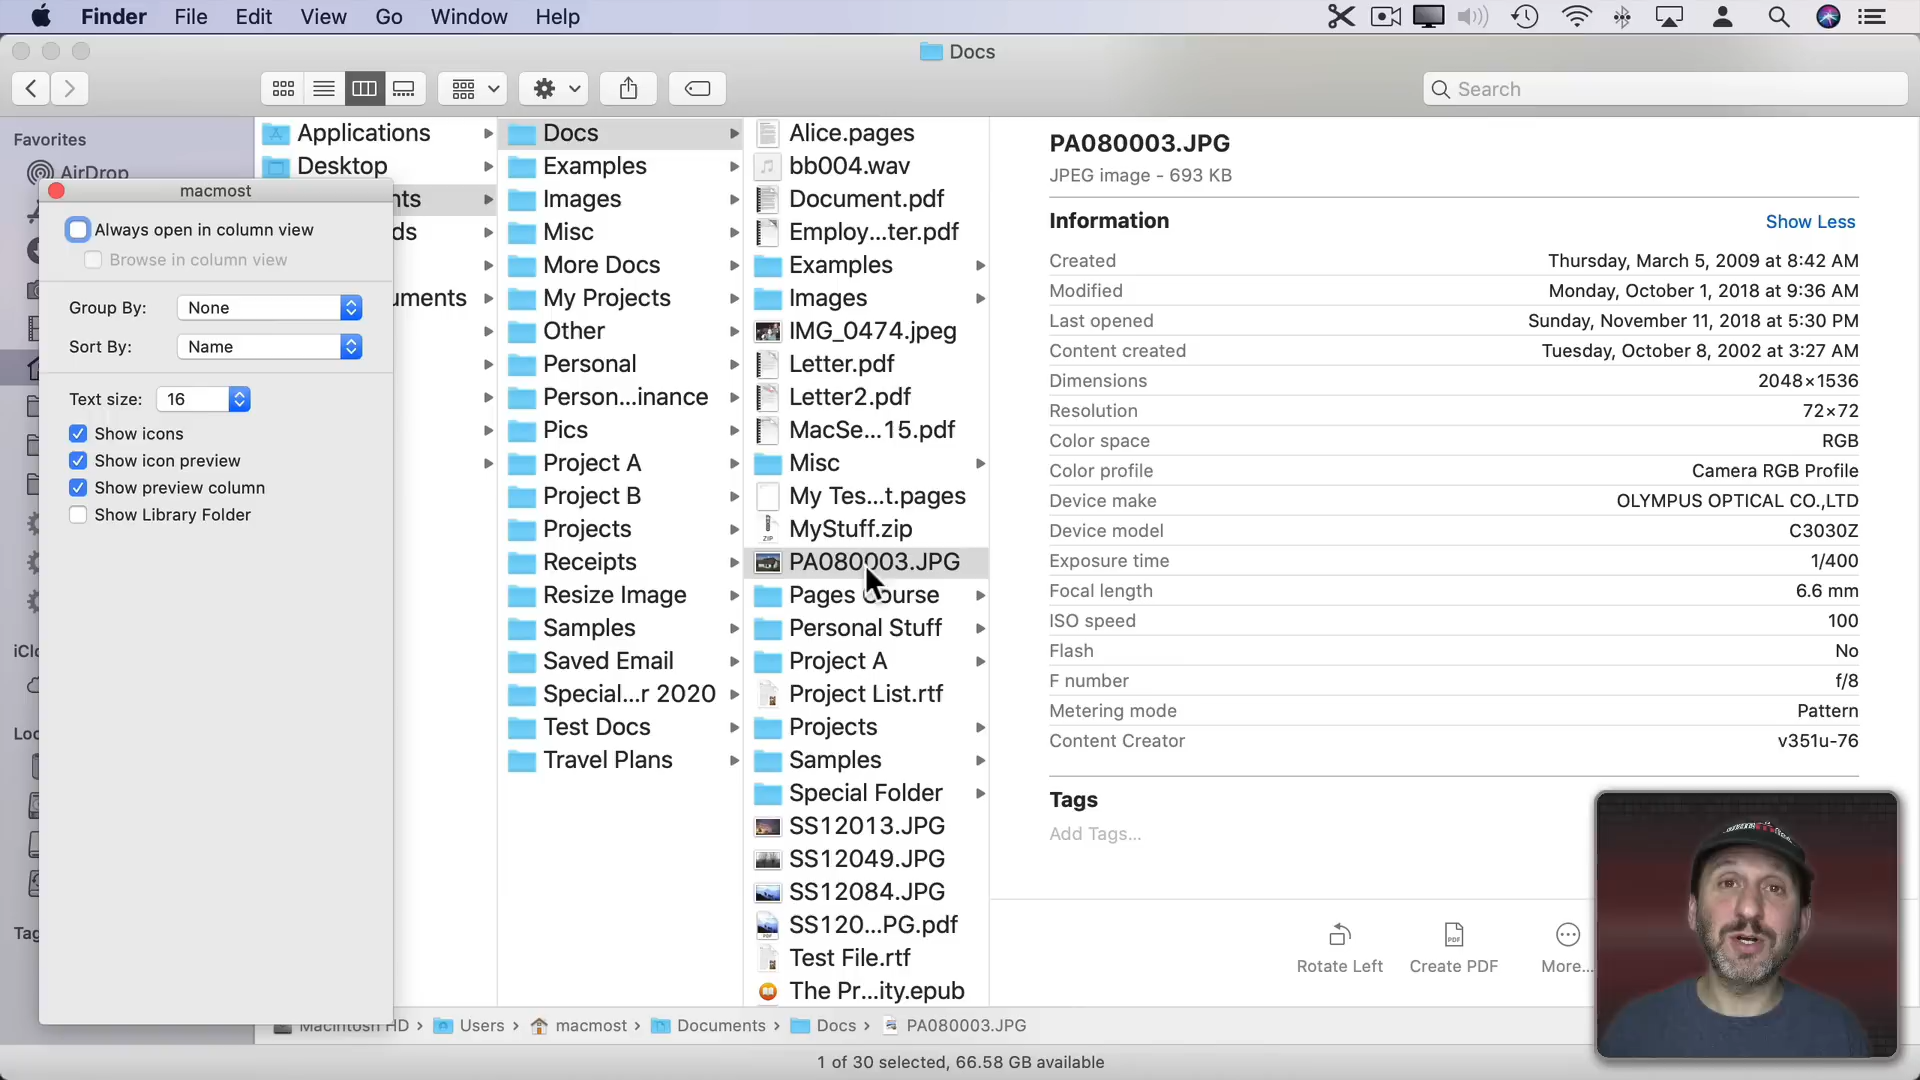 Finder File Edit View Go Window Help
Docs
Search
Favorites
AirDrop
iClo
Loc
Tag
macmost
Always open in column view
Browse in column view
Group By: None
Sort By: Name
Text size: 16
Show icons
Show icon preview
Show preview column
Show Library Folder
Applications
Desktop
nts
ds
uments
Docs
Examples
Images
Misc
More Docs
My Projects
Other
Personal
Person...inance
Pics
Project A
Project B
Projects
Receipts
Resize Image
Samples
Saved Email
Special...r 2020
Test Docs
Travel Plans
Alice.pages
bb004.wav
Document.pdf
Employ...ter.pdf
Examples
Images
IMG_0474.jpeg
Letter.pdf
Letter2.pdf
MacSe...15.pdf
Misc
My Tes...t.pages
MyStuff.zip
PA080003.JPG
Pages Course
Personal Stuff
Project A
Project List.rtf
Projects
Samples
Special Folder
SS12013.JPG
SS12049.JPG
SS12084.JPG
SS120...PG.pdf
Test File.rtf
The Pr...ity.epub
PA080003.JPG
JPEG image - 693 KB
Information Show Less
Created Thursday, March 5, 2009 at 8:42 AM
Modified Monday, October 1, 2018 at 9:36 AM
Last opened Sunday, November 11, 2018 at 5:30 PM
Content created Tuesday, October 8, 2002 at 3:27 AM
Dimensions 2048×1536
Resolution 72×72
Color space RGB
Color profile Camera RGB Profile
Device make OLYMPUS OPTICAL CO.,LTD
Device model C3030Z
Exposure time 1/400
Focal length 6.6 mm
ISO speed 100
Flash No
F number f/8
Metering mode Pattern
Content Creator v351u-76
Tags
Add Tags...
Rotate Left Create PDF More...
Macintosh HD › Users › macmost › Documents › Docs › PA080003.JPG
1 of 30 selected, 66.58 GB available